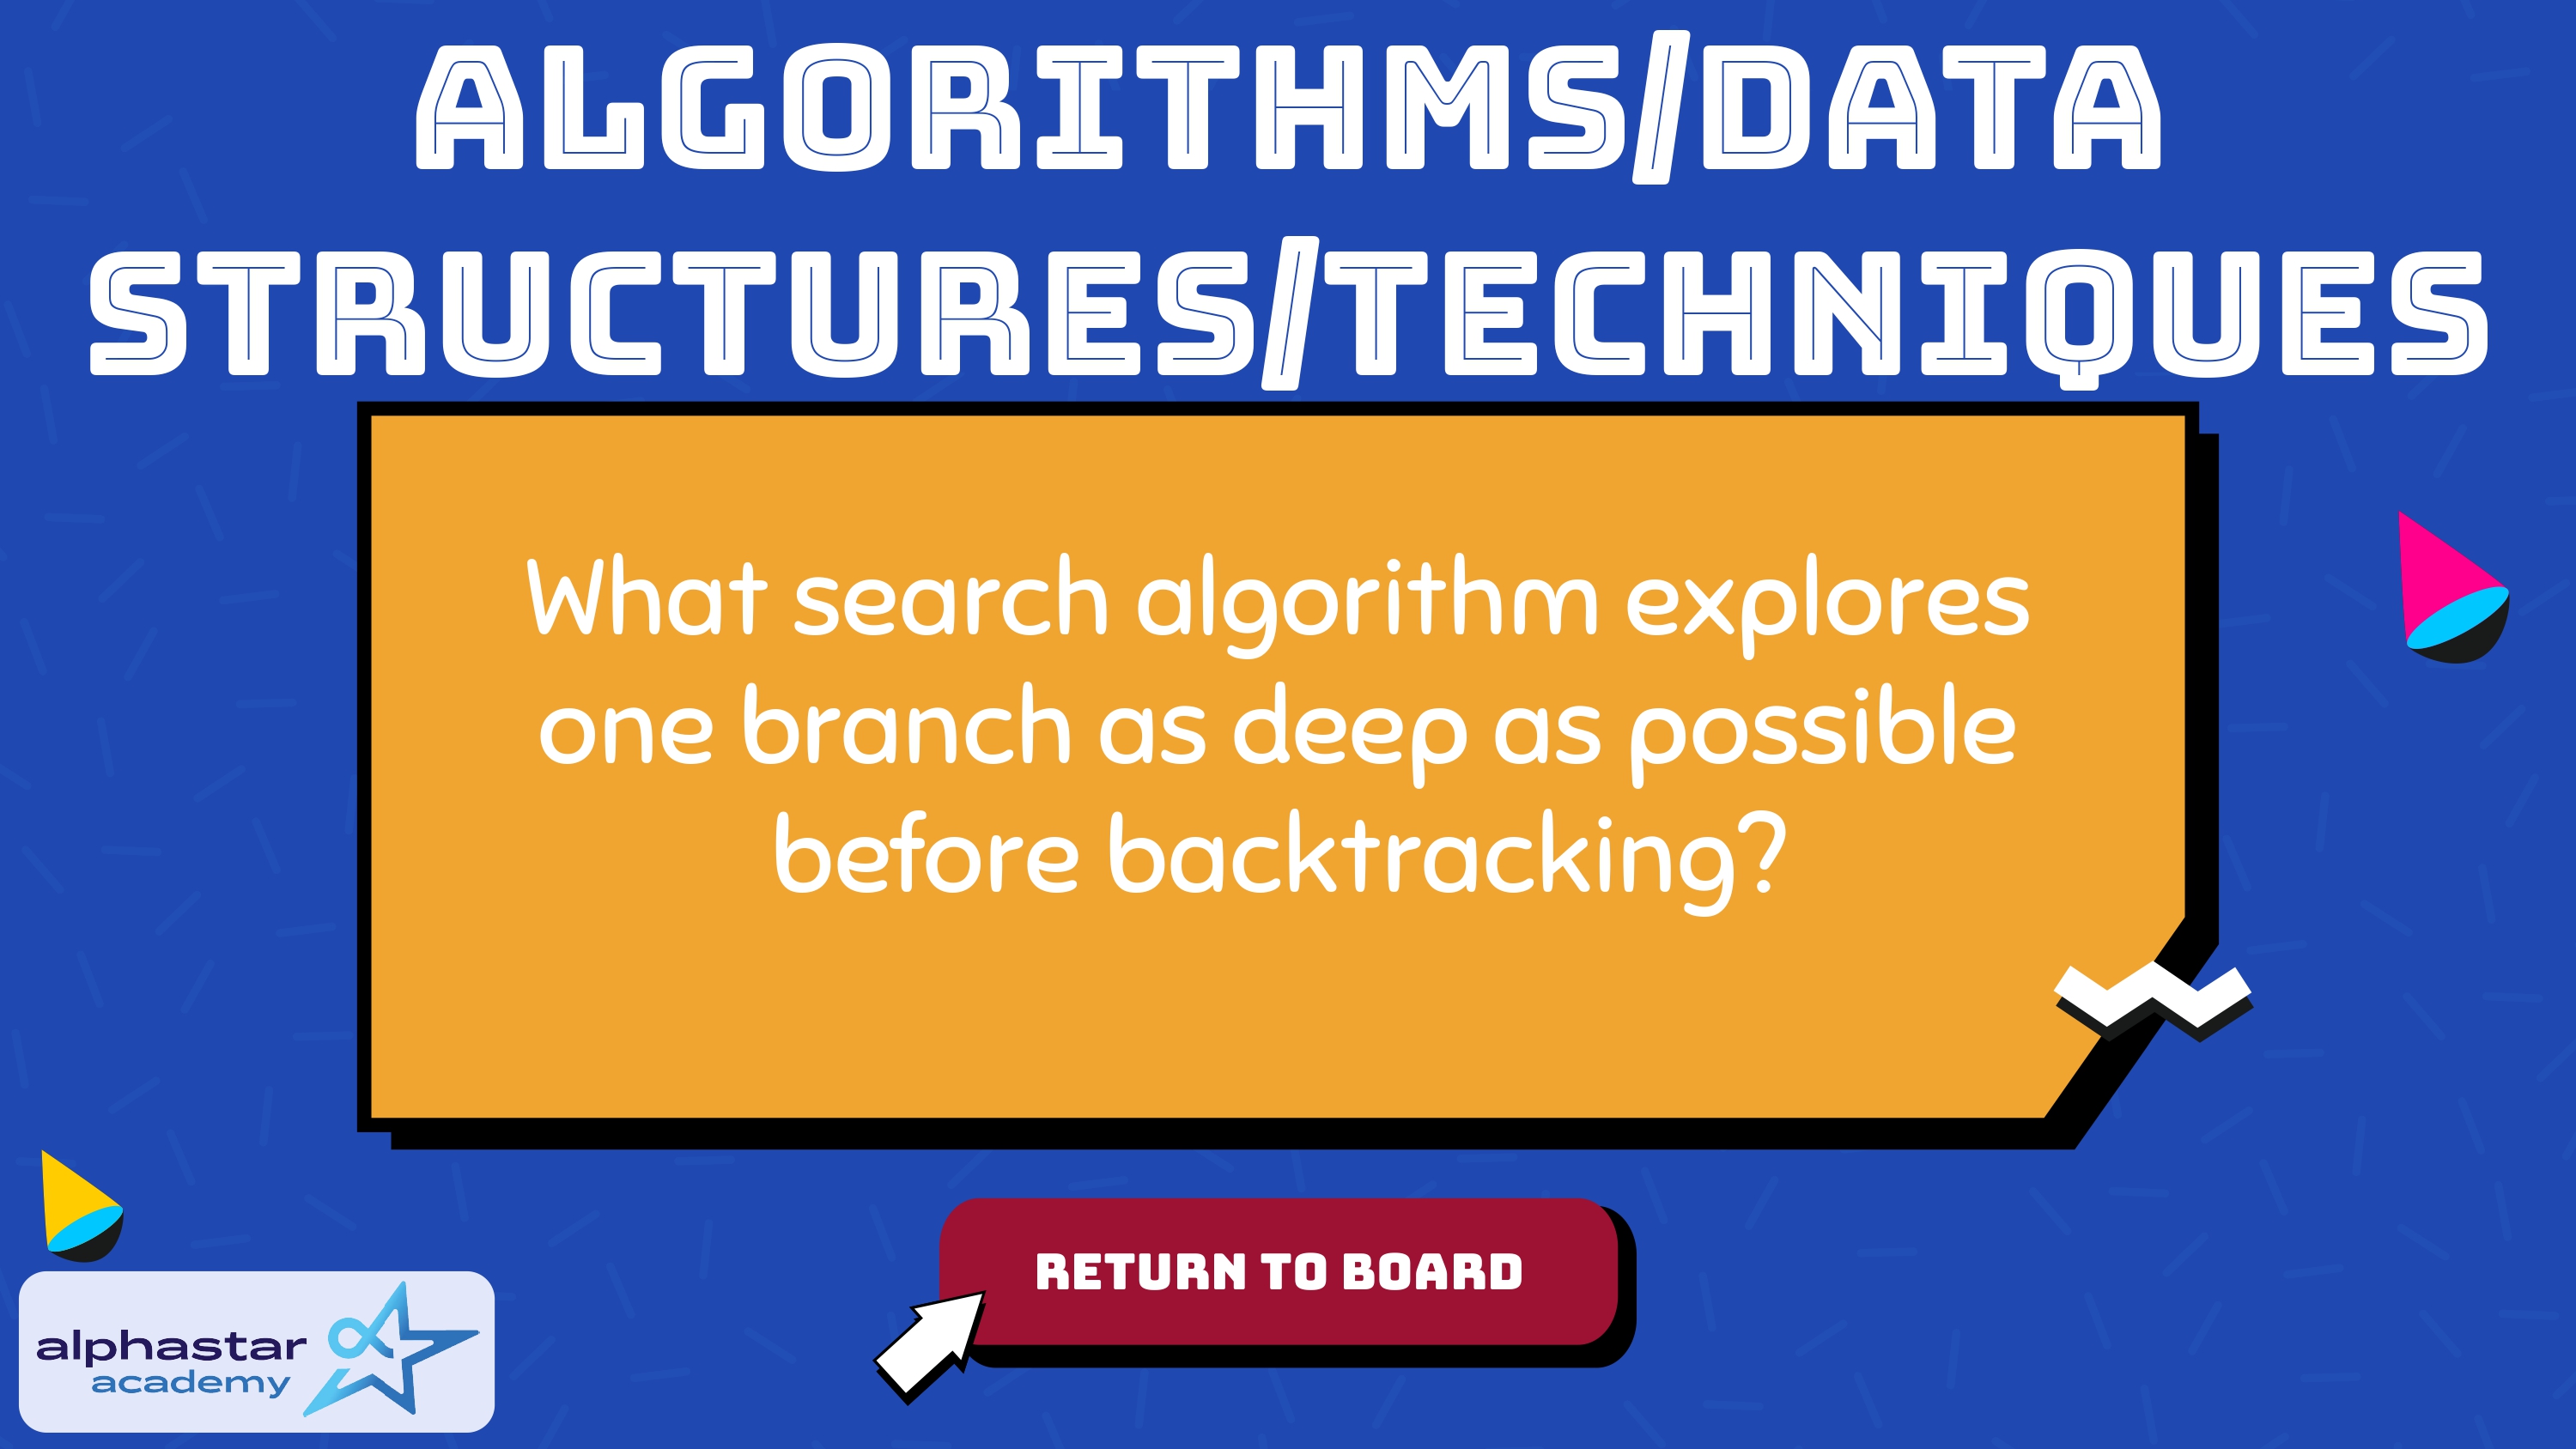 ALGORITHMS/DATA
STRUCTURES/TECHNIQUES
What search algorithm explores
one branch as deep as possible
before backtracking?
RETURN TO BOARD
alphastar
academy